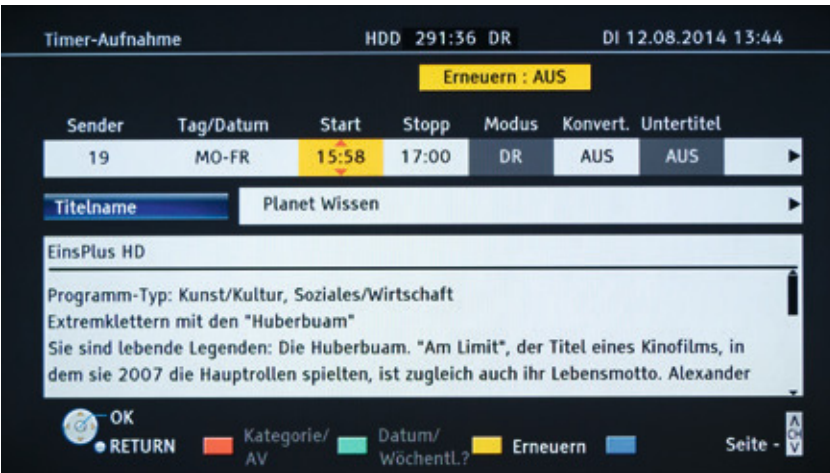 Timer-Aufnahme HDD 291:36 DR DI 12.08.2014 13:44
Erneuern : AUS
Sender Tag/Datum Start Stopp Modus Konvert. Untertitel
19 MO-FR 15:58 17:00 DR AUS AUS
Titelname Planet Wissen
EinsPlus HD
Programm-Typ: Kunst/Kultur, Soziales/Wirtschaft
Extremklettern mit den "Huberbuam"
Sie sind lebende Legenden: Die Huberbuam. "Am Limit", der Titel eines Kinofilms, in
dem sie 2007 die Hauptrollen spielten, ist zugleich auch ihr Lebensmotto. Alexander
OK
RETURN
Kategorie/
AV
Datum/
Wöchentl.?
Erneuern
Seite -
CH